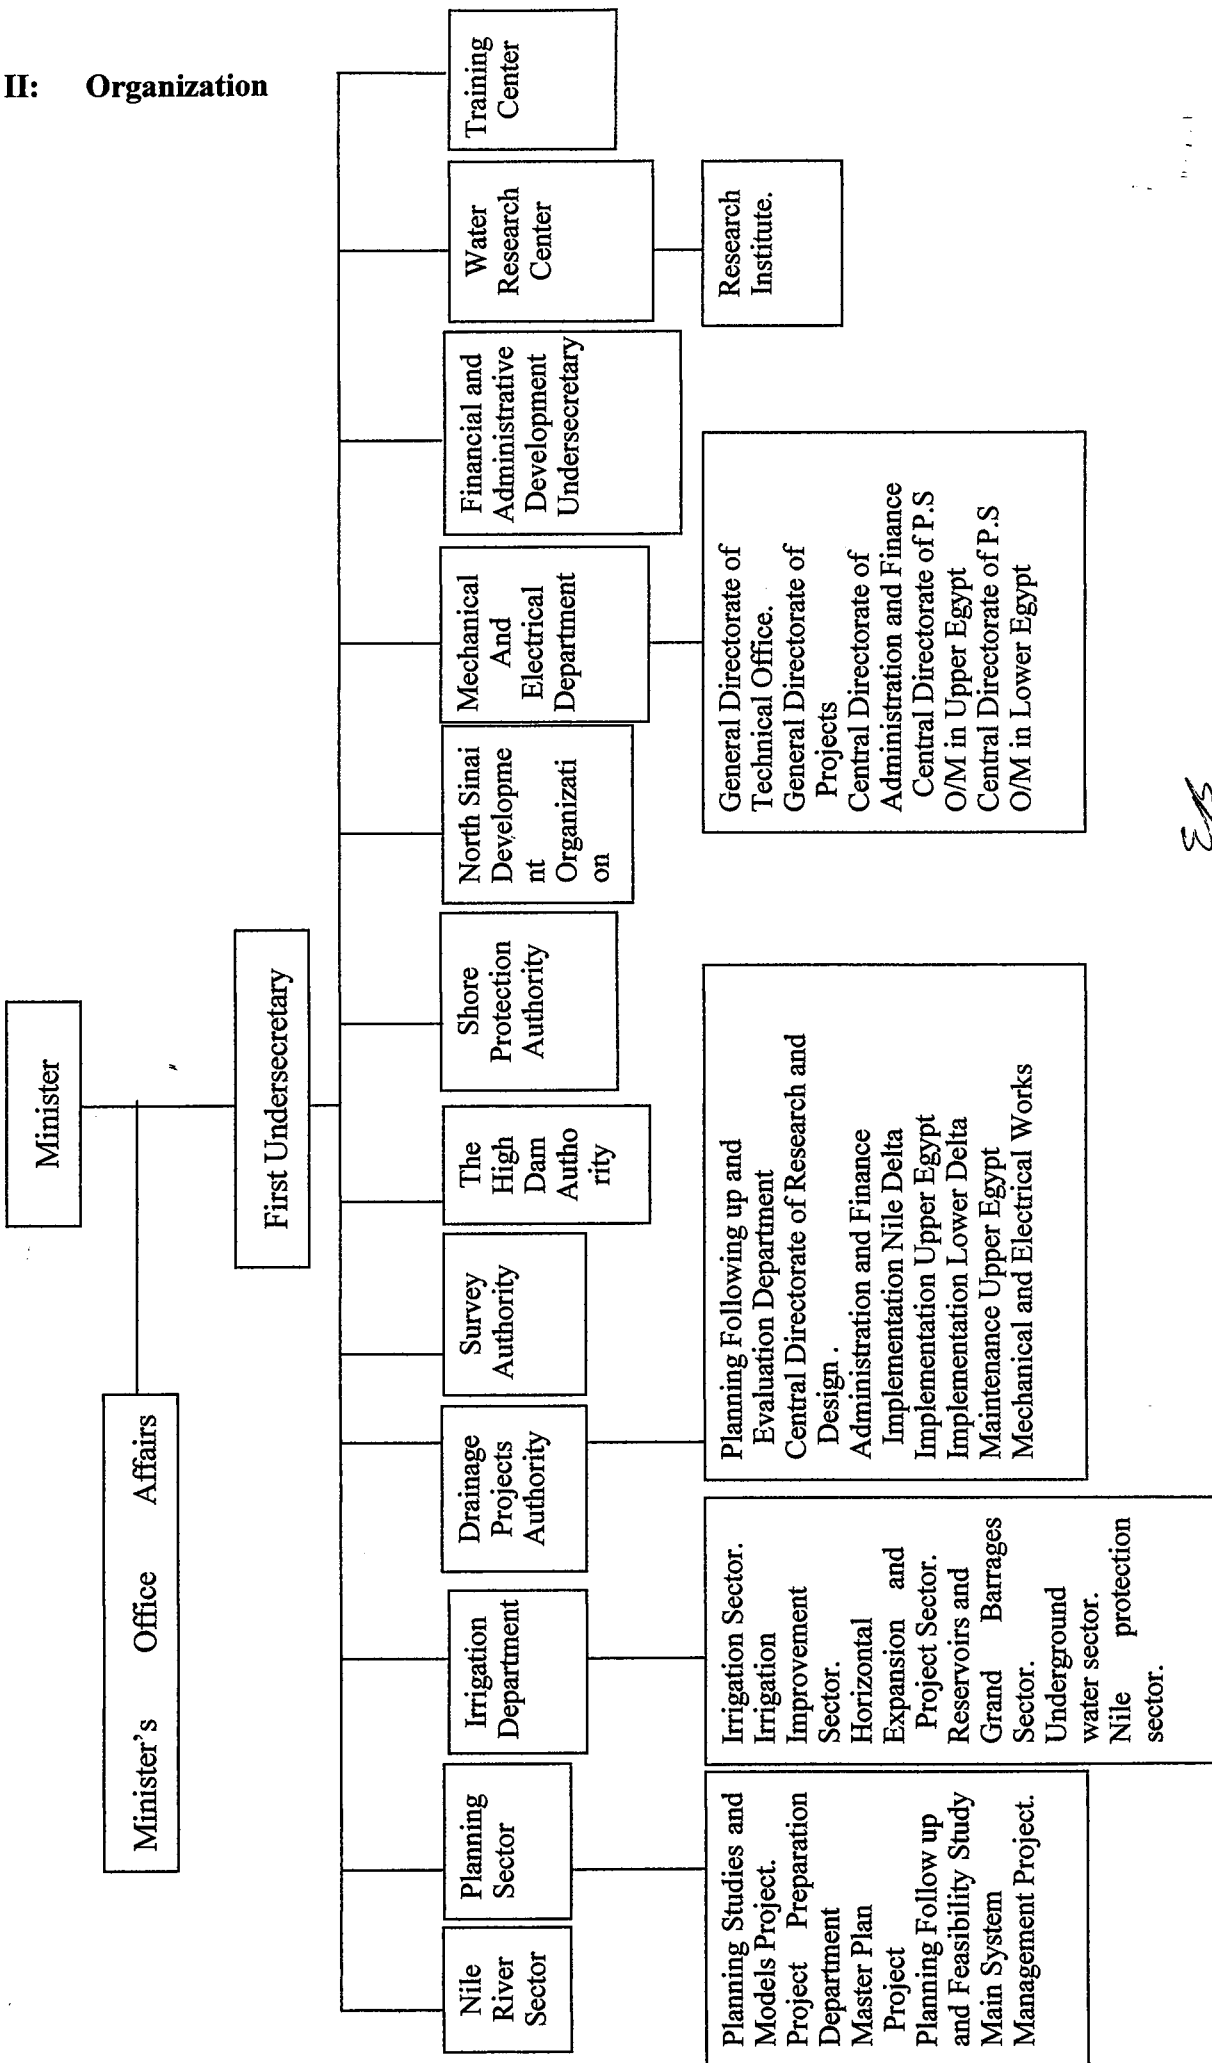 II: Organization
Minister
Minister's Office Affairs
First Undersecretary
Nile
River
Sector
Planning
Sector
Irrigation
Department
Drainage
Projects
Authority
Survey
Authority
The
High
Dam
Autho
rity
Shore
Protection
Authority
North Sinai
Developme
nt
Organizati
on
Mechanical
And
Electrical
Department
Financial and
Administrative
Development
Undersecretary
Water
Research
Center
Training
Center
Planning Studies and
Models Project.
Project Preparation
Department
Master Plan
Project
Planning Follow up
and Feasibility Study
Main System
Management Project.
Irrigation Sector.
Irrigation
Improvement
Sector.
Horizontal
Expansion and
Project Sector.
Reservoirs and
Grand Barrages
Sector.
Underground
water sector.
Nile protection
sector.
Planning Following up and
Evaluation Department
Central Directorate of Research and
Design .
Administration and Finance
Implementation Nile Delta
Implementation Upper Egypt
Implementation Lower Delta
Maintenance Upper Egypt
Mechanical and Electrical Works
General Directorate of
Technical Office.
General Directorate of
Projects
Central Directorate of
Administration and Finance
Central Directorate of P.S
O/M in Upper Egypt
Central Directorate of P.S
O/M in Lower Egypt
Research
Institute.